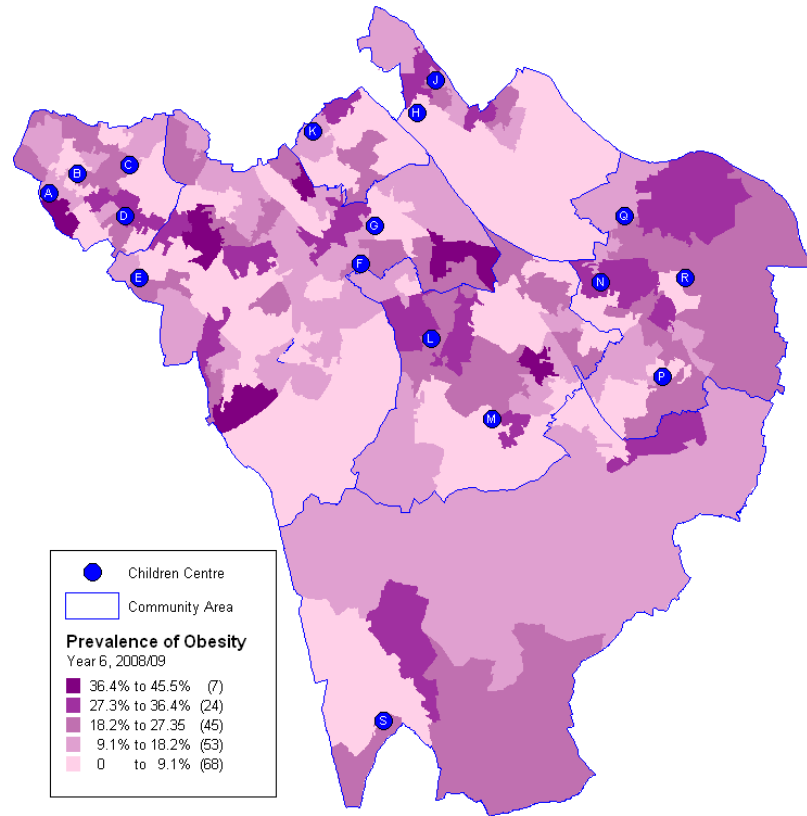 J
H
K
C
B
A
D
Q
G
F
E
N
R
L
P
M
Children Centre
Community Area
Prevalence of Obesity
Year 6, 2008/09
36.4% to 45.5% (7)
27.3% to 36.4% (24)
18.2% to 27.35 (45)
9.1% to 18.2% (53)
0 to 9.1% (68)
S